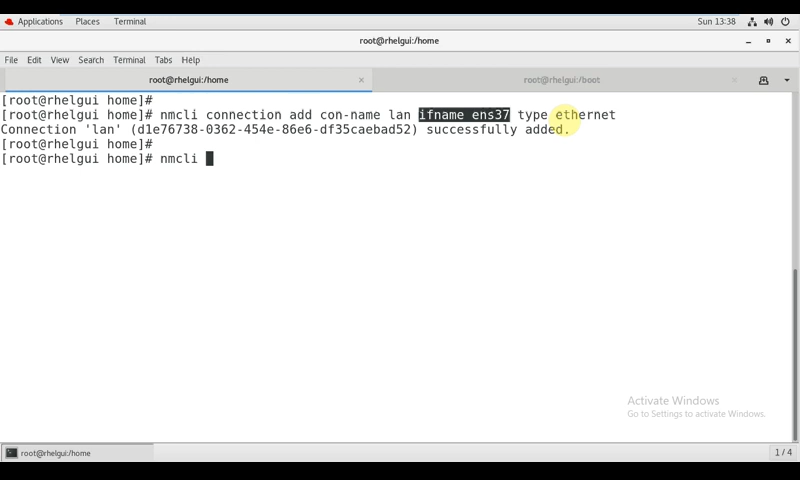 Applications Places Terminal Sun 13:38
root@rhelgui:/home
File Edit View Search Terminal Tabs Help
root@rhelgui:/home × root@rhelgui:/boot ×
[root@rhelgui home]#
[root@rhelgui home]# nmcli connection add con-name lan ifname ens37 type ethernet
Connection 'lan' (d1e76738-0362-454e-86e6-df35caebad52) successfully added.
[root@rhelgui home]#
[root@rhelgui home]# nmcli
Activate Windows
Go to Settings to activate Windows.
root@rhelgui:/home 1 / 4